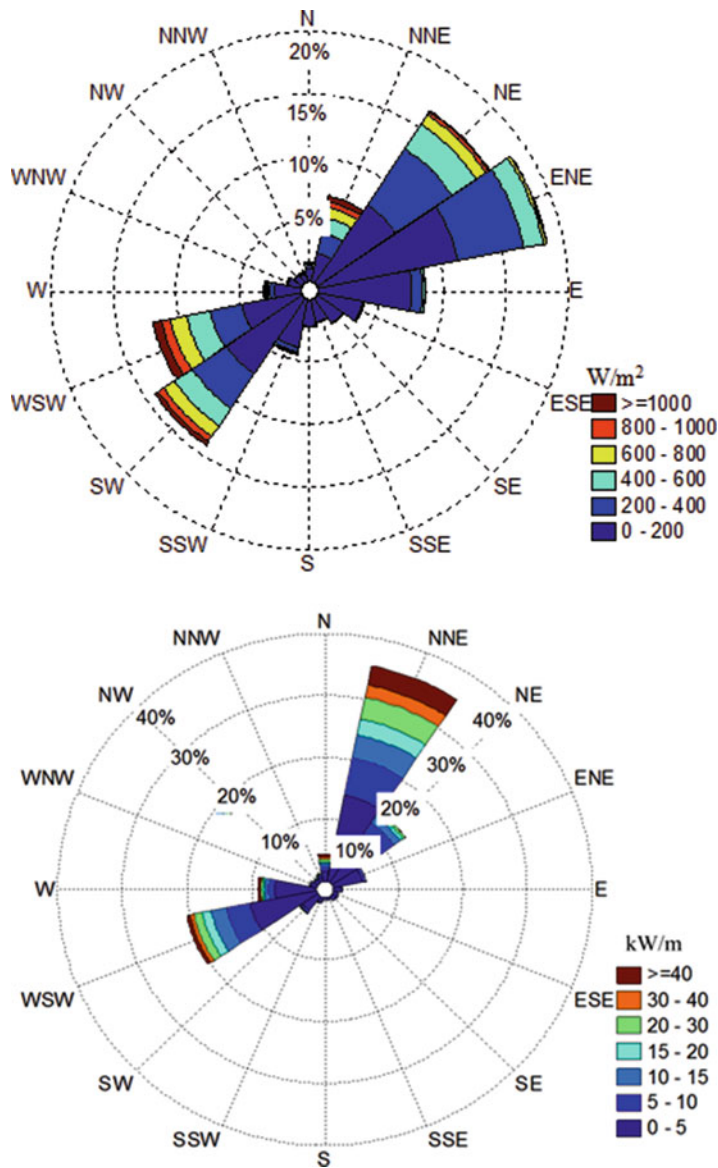 N
NNW
NNE
20%
NW
NE
15%
WNW
10%
ENE
5%
W
E
W/m²
WSW
ESE
>=1000
800 - 1000
SW
SE
600 - 800
400 - 600
SSW
SSE
200 - 400
S
0 - 200
N
NNW
NNE
NW
NE
40%
40%
30%
30%
WNW
ENE
20%
20%
10%
10%
W
E
kW/m
WSW
ESE
>=40
30 - 40
20 - 30
SW
SE
15 - 20
10 - 15
SSW
SSE
5 - 10
S
0 - 5